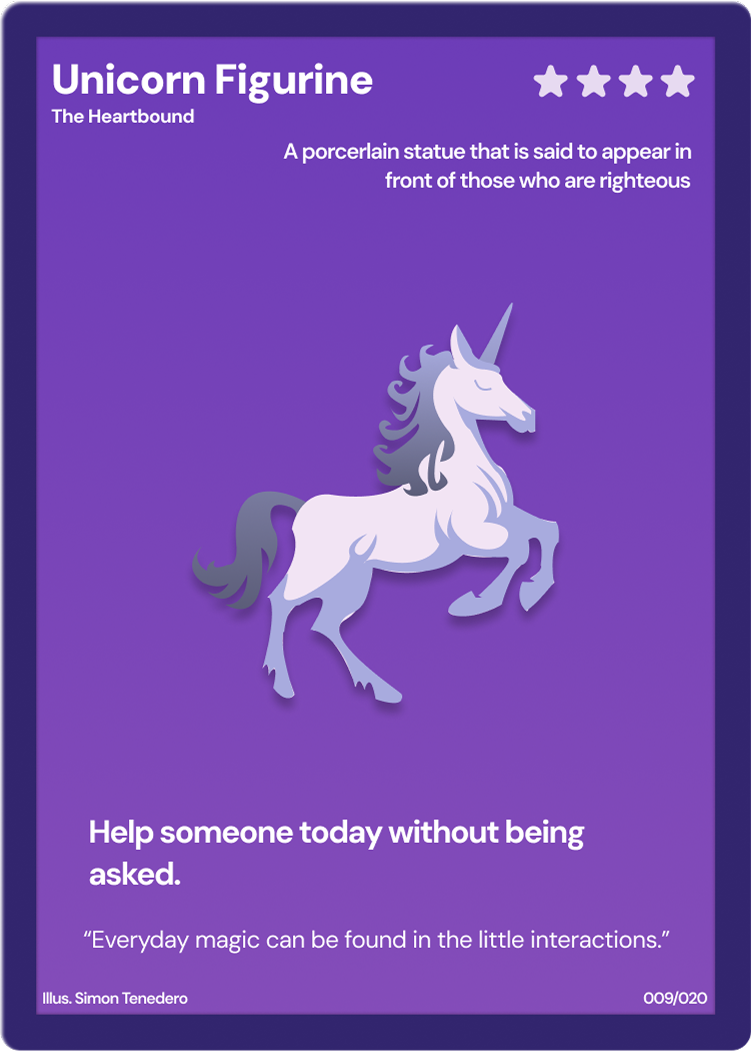 Unicorn Figurine
The Heartbound
A porcerlain statue that is said to appear in
front of those who are righteous
Help someone today without being
asked.
“Everyday magic can be found in the little interactions.”
Illus. Simon Tenedero
009/020